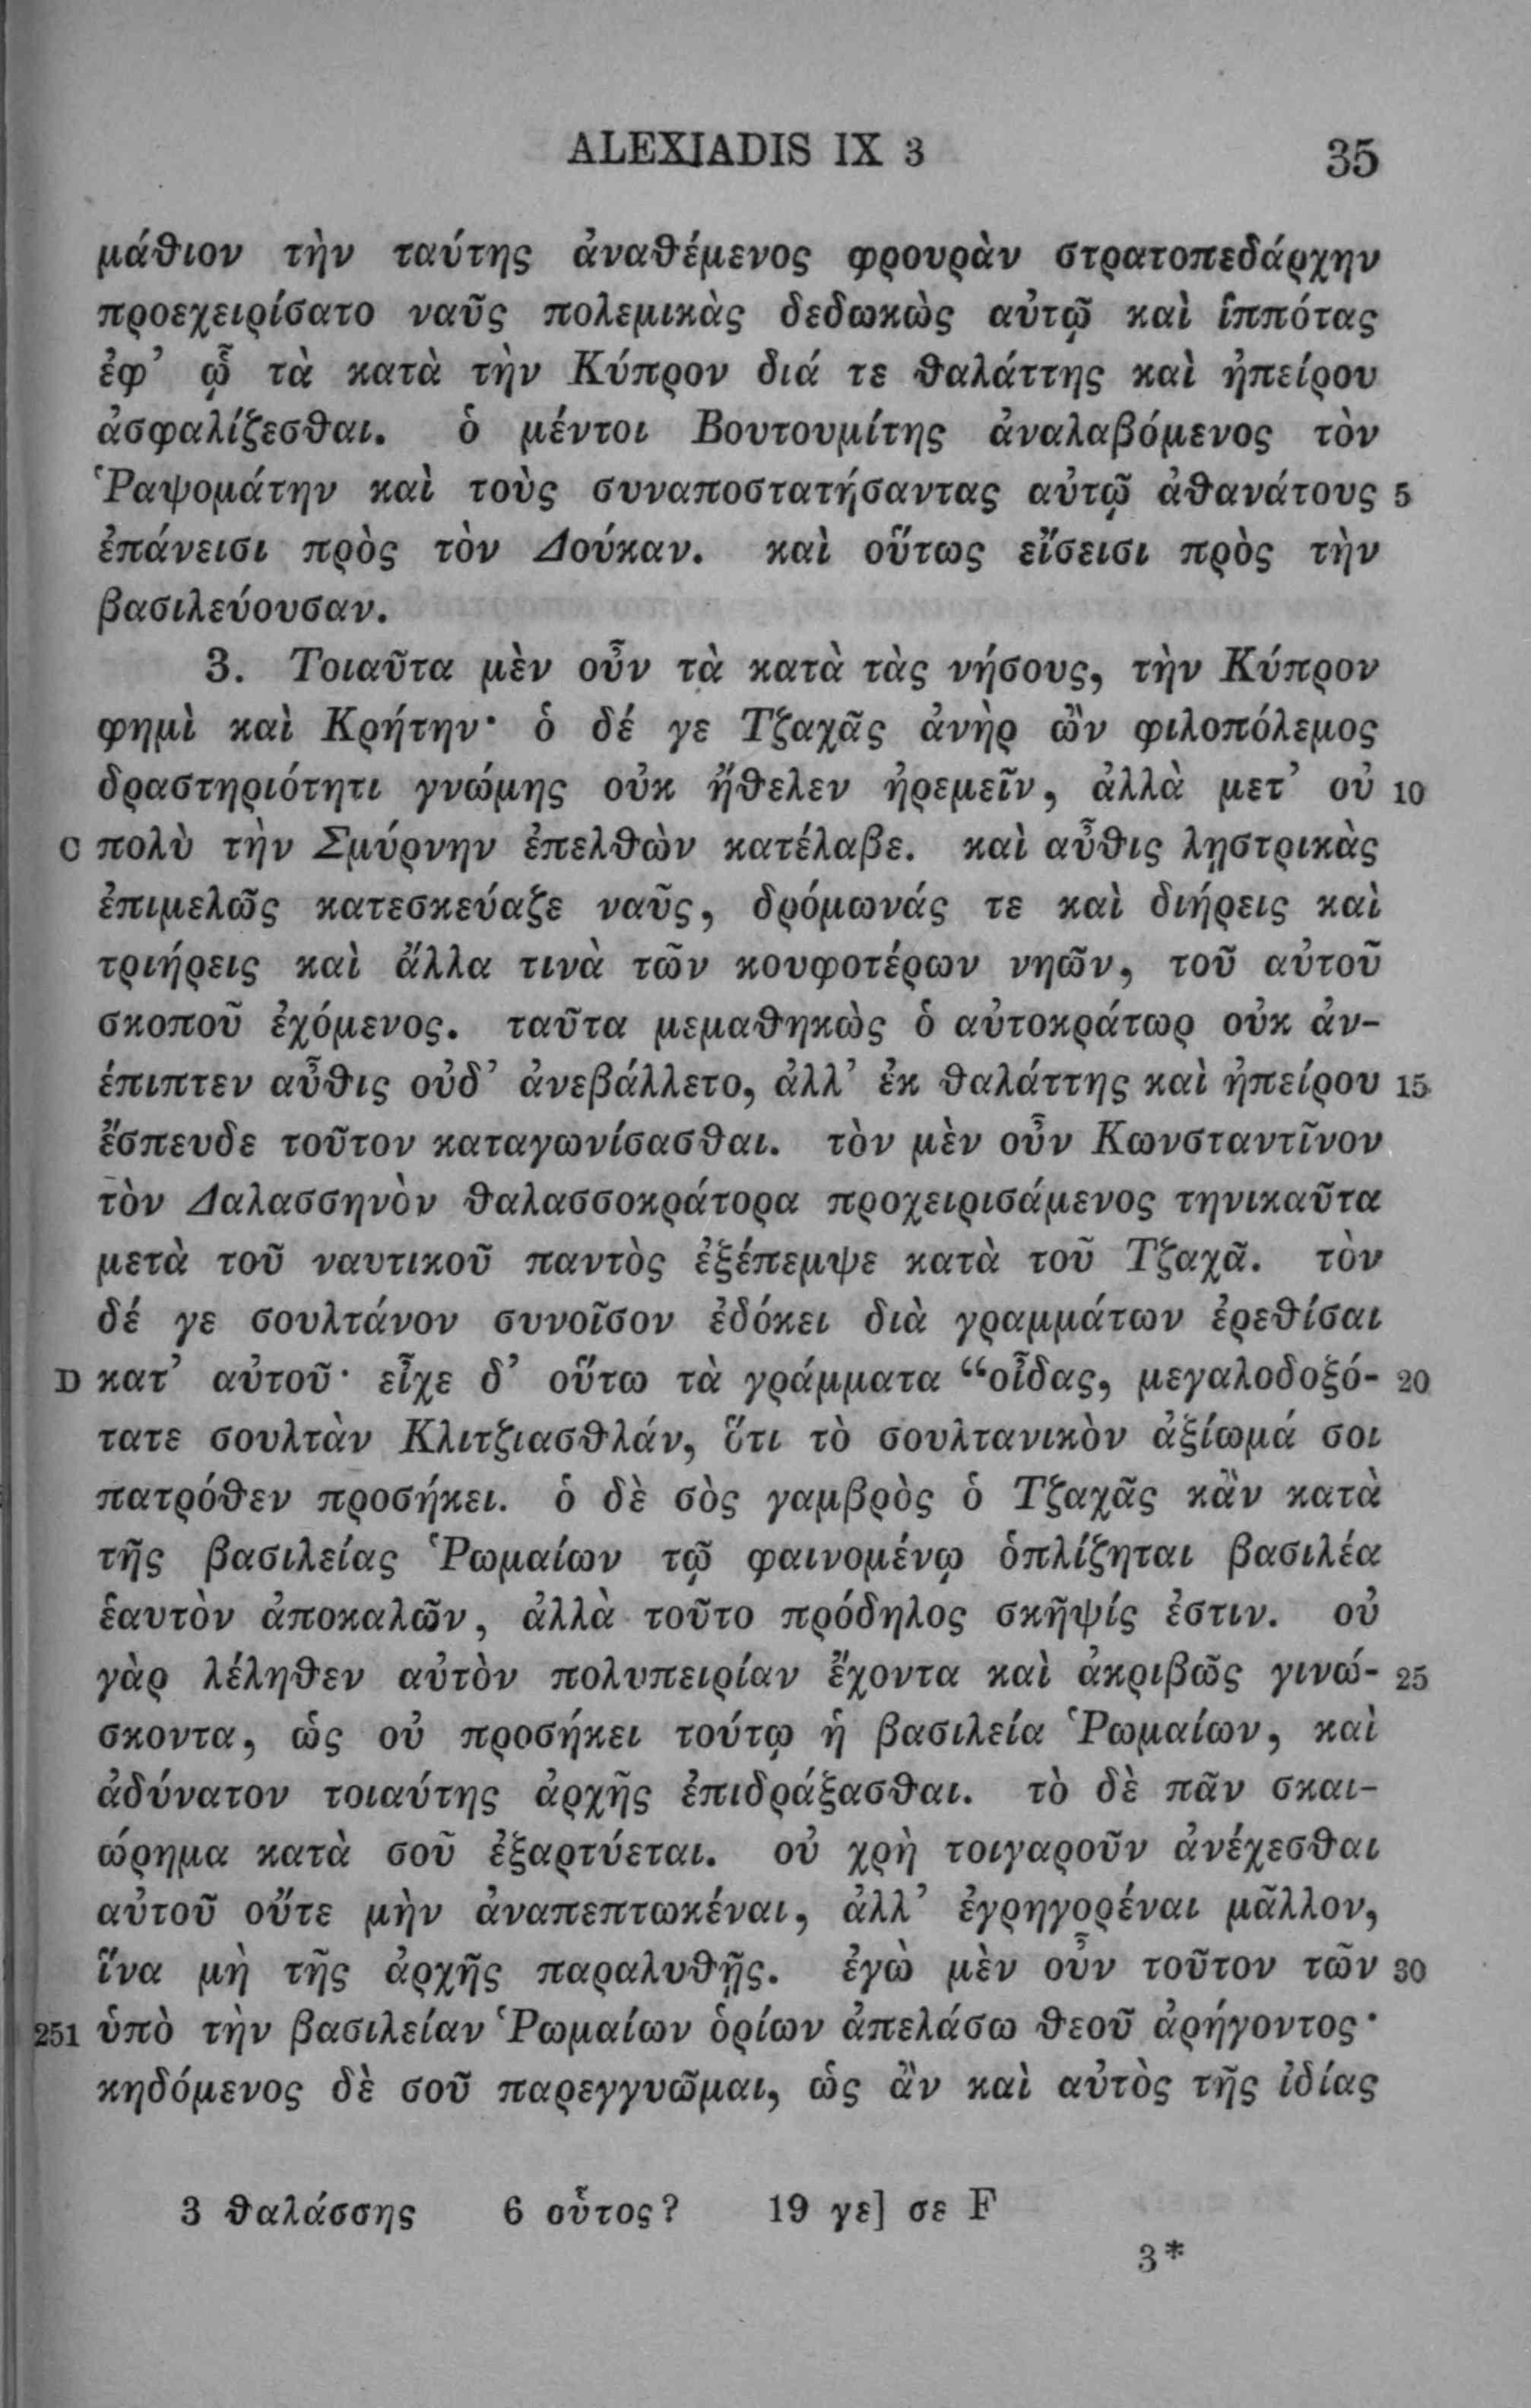 ALEXIADIS IX 3 35
μάθιον τὴν ταύτης ἀναθέμενος φρουρὰν στρατοπεδάρχην
προεχειρίσατο ναῦς πολεμικὰς δεδωκὼς αὐτῷ καὶ ἱππότας
ἐφ’ ᾧ τὰ κατὰ τὴν Κύπρον διά τε θαλάττης καὶ ἠπείρου
ἀσφαλίζεσθαι. ὁ μέντοι Βουτουμίτης ἀναλαβόμενος τὸν
Ῥαψομάτην καὶ τοὺς συναποστατήσαντας αὐτῷ ἀθανάτους 5
ἐπάνεισι πρὸς τὸν Δούκαν. καὶ οὕτως εἴσεισι πρὸς τὴν
βασιλεύουσαν.
3. Τοιαῦτα μὲν οὖν τὰ κατὰ τὰς νήσους, τὴν Κύπρον
φημὶ καὶ Κρήτην· ὁ δέ γε Τζαχᾶς ἀνὴρ ὢν φιλοπόλεμος
δραστηριότητι γνώμης οὐκ ἤθελεν ἠρεμεῖν, ἀλλὰ μετ’ οὐ 10
C πολὺ τὴν Σμύρνην ἐπελθὼν κατέλαβε. καὶ αὖθις λῃστρικὰς
ἐπιμελῶς κατεσκεύαζε ναῦς, δρόμωνάς τε καὶ διήρεις καὶ
τριήρεις καὶ ἄλλα τινὰ τῶν κουφοτέρων νηῶν, τοῦ αὐτοῦ
σκοποῦ ἐχόμενος. ταῦτα μεμαθηκὼς ὁ αὐτοκράτωρ οὐκ ἀν-
έπιπτεν αὖθις οὐδ’ ἀνεβάλλετο, ἀλλ’ ἐκ θαλάττης καὶ ἠπείρου 15
ἔσπευδε τοῦτον καταγωνίσασθαι. τὸν μὲν οὖν Κωνσταντῖνον
τὸν Δαλασσηνὸν θαλασσοκράτορα προχειρισάμενος τηνικαῦτα
μετὰ τοῦ ναυτικοῦ παντὸς ἐξέπεμψε κατὰ τοῦ Τζαχᾶ. τὸν
δέ γε σουλτάνον συνοῖσον ἐδόκει διὰ γραμμάτων ἐρεθίσαι
D κατ’ αὐτοῦ· εἶχε δ’ οὕτω τὰ γράμματα “οἶδας, μεγαλοδοξό- 20
τατε σουλτὰν Κλιτζιασθλάν, ὅτι τὸ σουλτανικὸν ἀξίωμά σοι
πατρόθεν προσήκει. ὁ δὲ σὸς γαμβρὸς ὁ Τζαχᾶς κἂν κατὰ
τῆς βασιλείας Ῥωμαίων τῷ φαινομένῳ ὁπλίζηται βασιλέα
ἑαυτὸν ἀποκαλῶν, ἀλλὰ τοῦτο πρόδηλος σκῆψίς ἐστιν. οὐ
γὰρ λέληθεν αὐτὸν πολυπειρίαν ἔχοντα καὶ ἀκριβῶς γινώ- 25
σκοντα, ὡς οὐ προσήκει τούτῳ ἡ βασιλεία Ῥωμαίων, καὶ
ἀδύνατον τοιαύτης ἀρχῆς ἐπιδράξασθαι. τὸ δὲ πᾶν σκαι-
ώρημα κατὰ σοῦ ἐξαρτύεται. οὐ χρὴ τοιγαροῦν ἀνέχεσθαι
αὐτοῦ οὔτε μὴν ἀναπεπτωκέναι, ἀλλ’ ἐγρηγορέναι μᾶλλον,
ἵνα μὴ τῆς ἀρχῆς παραλυθῇς. ἐγὼ μὲν οὖν τοῦτον τῶν 30
251 ὑπὸ τὴν βασιλείαν Ῥωμαίων ὁρίων ἀπελάσω θεοῦ ἀρήγοντος·
κηδόμενος δὲ σοῦ παρεγγυῶμαι, ὡς ἂν καὶ αὐτὸς τῆς ἰδίας
3 θαλάσσης 6 οὗτος? 19 γε] σε F
3*